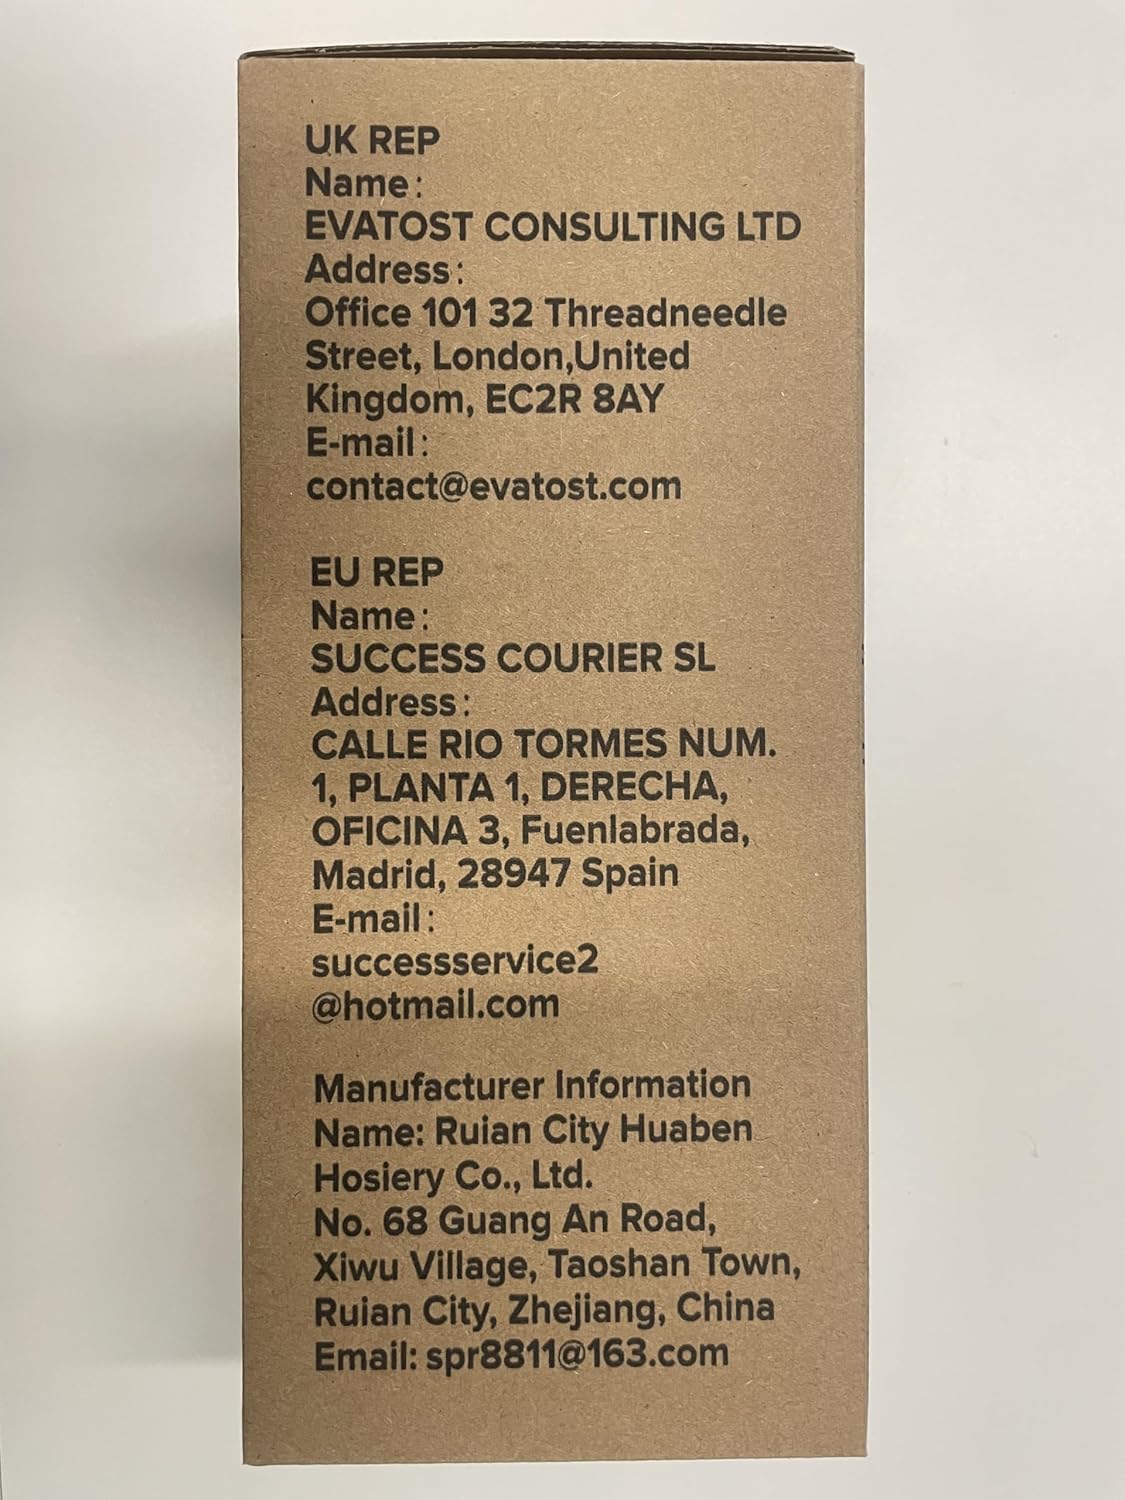 UK REP
Name:
EVATOST CONSULTING LTD
Address:
Office 101 32 Threadneedle
Street, London,United
Kingdom, EC2R 8AY
E-mail:
contact@evatost.com
EU REP
Name:
SUCCESS COURIER SL
Address:
CALLE RIO TORMES NUM.
1, PLANTA 1, DERECHA,
OFICINA 3, Fuenlabrada,
Madrid, 28947 Spain
E-mail:
successservice2
@hotmail.com
Manufacturer Information
Name: Ruian City Huaben
Hosiery Co., Ltd.
No. 68 Guang An Road,
Xiwu Village, Taoshan Town,
Ruian City, Zhejiang, China
Email: spr8811@163.com